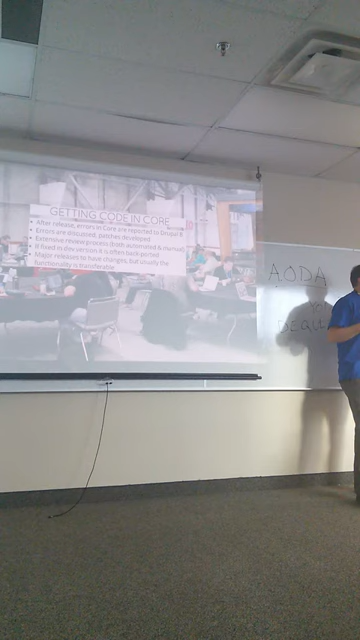 GETTING CODE IN CORE
• After release, errors in Core are reported to Drupal 8
• Errors are discussed, patches developed
• Extensive review process (both automated & manual)
• If fixed in dev version it is often back-ported
• Major releases to have changes, but usually the
functionality is transferable
AODA
DEQU